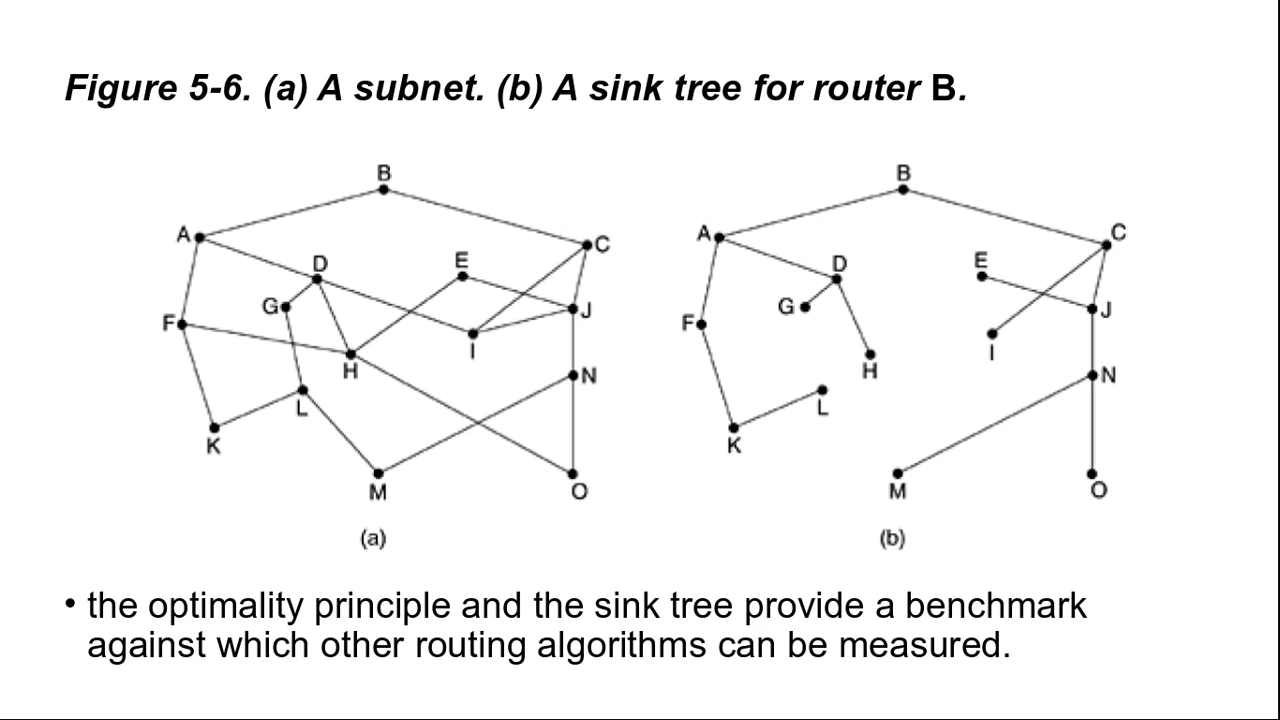 Figure 5-6. (a) A subnet. (b) A sink tree for router B.
B
A
C
D
E
G
J
F
I
H
N
L
K
M
O
(a)
B
A
C
D
E
G
J
F
I
H
N
L
K
M
O
(b)
• the optimality principle and the sink tree provide a benchmark
against which other routing algorithms can be measured.